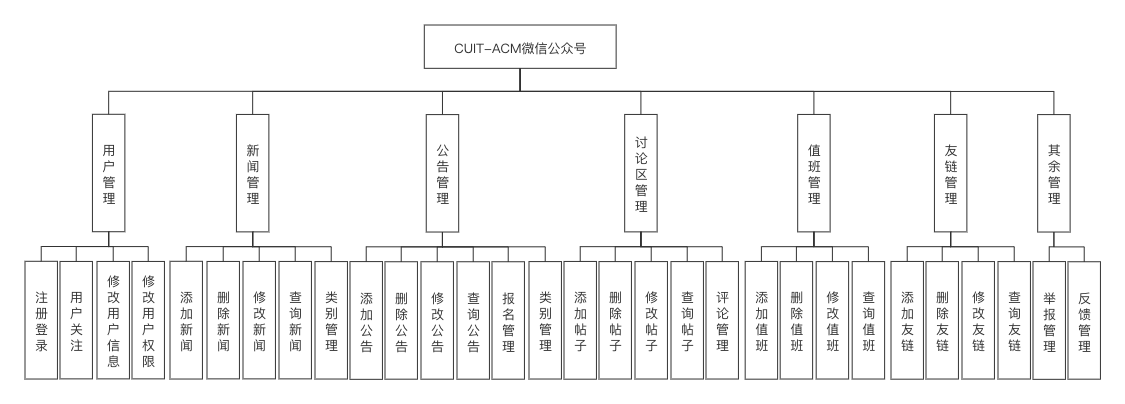 CUIT-ACM微信公众号
用户管理
新闻管理
公告管理
讨论区管理
值班管理
友链管理
其余管理
注册登录
用户关注
修改用户信息
修改用户权限
添加新闻
删除新闻
修改新闻
查询新闻
类别管理
添加公告
删除公告
修改公告
查询公告
报名管理
类别管理
添加帖子
删除帖子
修改帖子
查询帖子
评论管理
添加值班
删除值班
修改值班
查询值班
添加友链
删除友链
修改友链
查询友链
举报管理
反馈管理